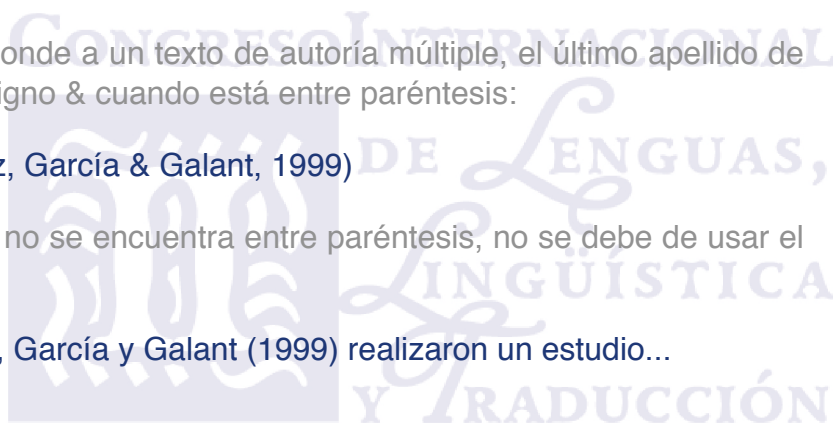 CONGRESO INTERNACIONAL
onde a un texto de autoría múltiple, el último apellido de
igno & cuando está entre paréntesis:
DE LENGUAS,
z, García & Galant, 1999)
no se encuentra entre paréntesis, no se debe de usar el
LINGÜÍSTICA
, García y Galant (1999) realizaron un estudio...
Y TRADUCCIÓN